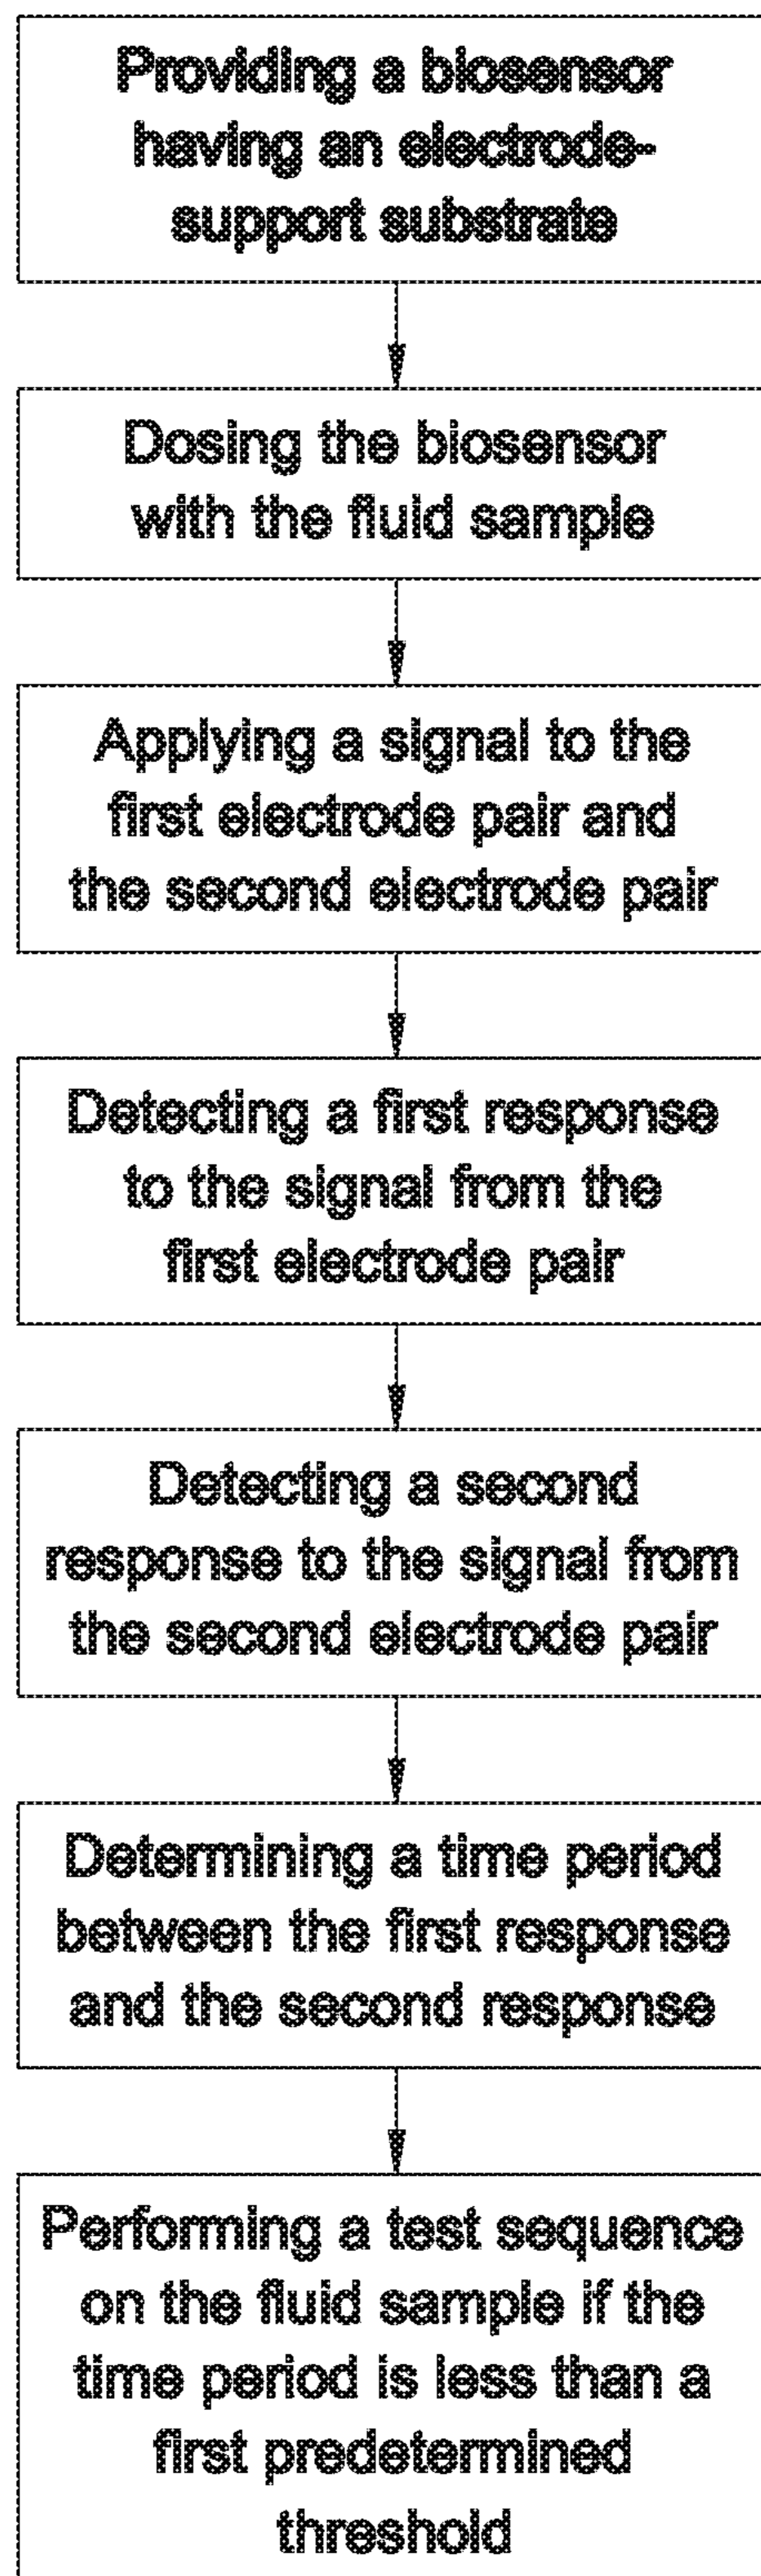 Providing a biosensor
having an electrode-
support substrate
Dosing the biosensor
with the fluid sample
Applying a signal to the
first electrode pair and
the second electrode pair
Detecting a first response
to the signal from the
first electrode pair
Detecting a second
response to the signal from
the second electrode pair
Determining a time period
between the first response
and the second response
Performing a test sequence
on the fluid sample if the
time period is less than a
first predetermined
threshold